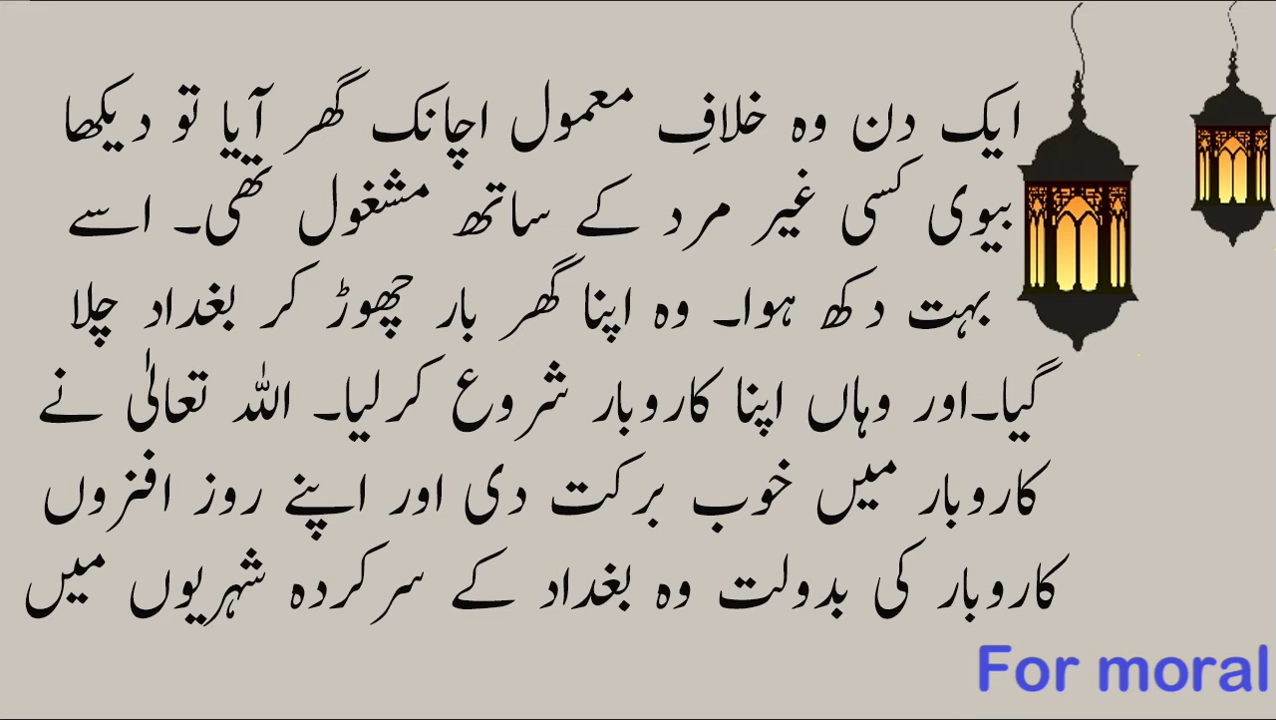 ایک دن وہ خلافِ معمول اچانک گھر آیا تو دیکھا
بیوی کسی غیر مرد کے ساتھ مشغول تھی۔ اسے
بہت دکھ ہوا۔ وہ اپنا گھر بار چھوڑ کر بغداد چلا
گیا۔اور وہاں اپنا کاروبار شروع کرلیا۔ اللہ تعالیٰ نے
کاروبار میں خوب برکت دی اور اپنے روز افزوں
کاروبار کی بدولت وہ بغداد کے سرکردہ شہریوں میں
For moral